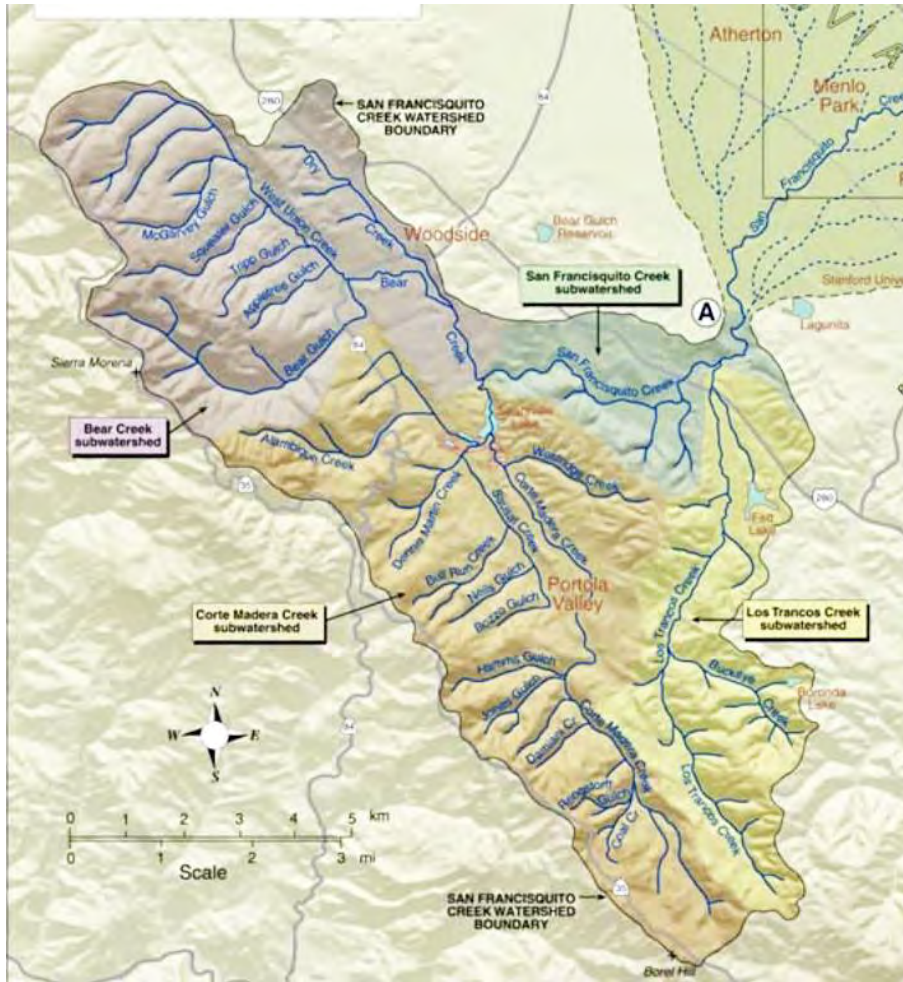 Atherton
Menlo
Park
Creek
San Francisquito
280
84
SAN FRANCISQUITO
CREEK WATERSHED
BOUNDARY
Dry
Creek
Woodside
Bear Gulch
Reservoir
McGarvey Gulch
Squealer Gulch
West Union Creek
Tripp Gulch
Appletree Gulch
Bear
Creek
San Francisquito Creek
subwatershed
Stanford Unive
A
Lagunita
Bear Gulch
84
Sierra Morena
San Francisquito Creek
Bear Creek
subwatershed
Alambique Creek
Lake
35
280
Felt
Lake
Dennis Martin Creek
Sausal Creek
Corte Madera Creek
Bull Run Creek
Neils Gulch
Bozzo Gulch
Portola
Valley
Los Trancos Creek
Corte Madera Creek
subwatershed
Los Trancos Creek
subwatershed
Hamms Gulch
Jones Gulch
Damiani Cr.
Corte Madera Creek
Buckeye
Creek
Boronda
Lake
N
W E
S
84
Gulch
Coal Cr.
Los Trancos Creek
0 1 2 3 4 5 km
0 1 2 3 mi
Scale
35
SAN FRANCISQUITO
CREEK WATERSHED
BOUNDARY
Borel Hill